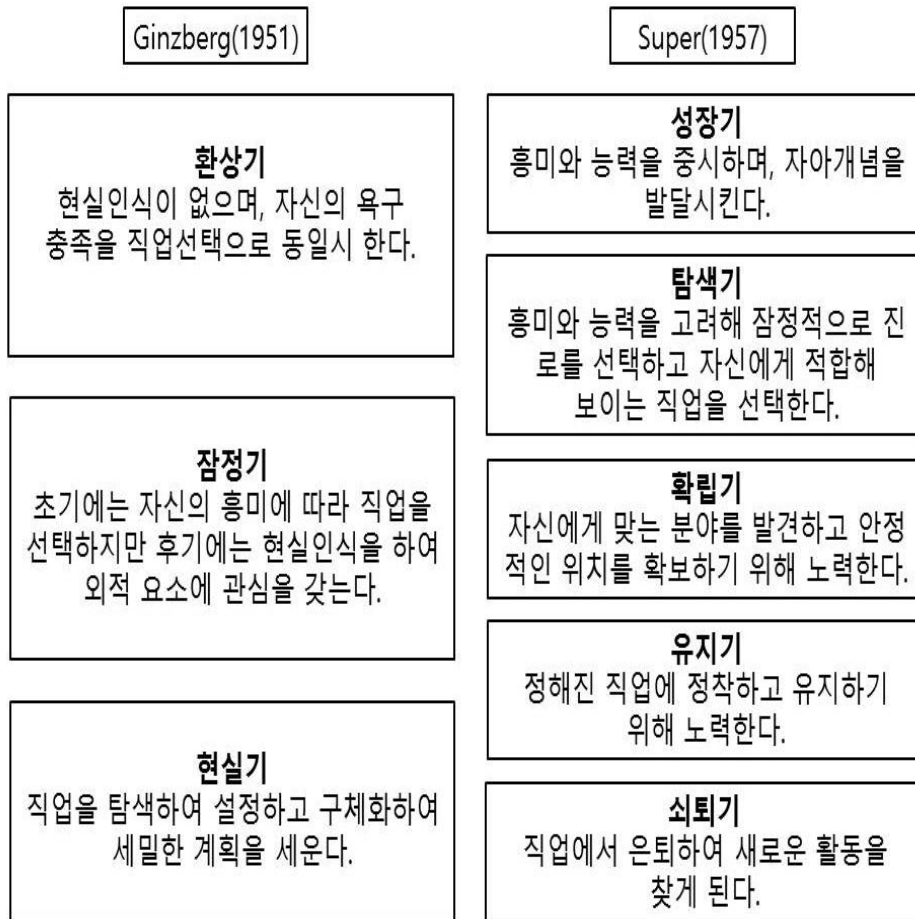 Ginzberg(1951)
환상기
현실인식이 없으며, 자신의 욕구
충족을 직업선택으로 동일시 한다.
잠정기
초기에는 자신의 흥미에 따라 직업을
선택하지만 후기에는 현실인식을 하여
외적 요소에 관심을 갖는다.
현실기
직업을 탐색하여 설정하고 구체화하여
세밀한 계획을 세운다.
Super(1957)
성장기
흥미와 능력을 중시하며, 자아개념을
발달시킨다.
탐색기
흥미와 능력을 고려해 잠정적으로 진
로를 선택하고 자신에게 적합해
보이는 직업을 선택한다.
확립기
자신에게 맞는 분야를 발견하고 안정
적인 위치를 확보하기 위해 노력한다.
유지기
정해진 직업에 정착하고 유지하기
위해 노력한다.
쇠퇴기
직업에서 은퇴하여 새로운 활동을
찾게 된다.